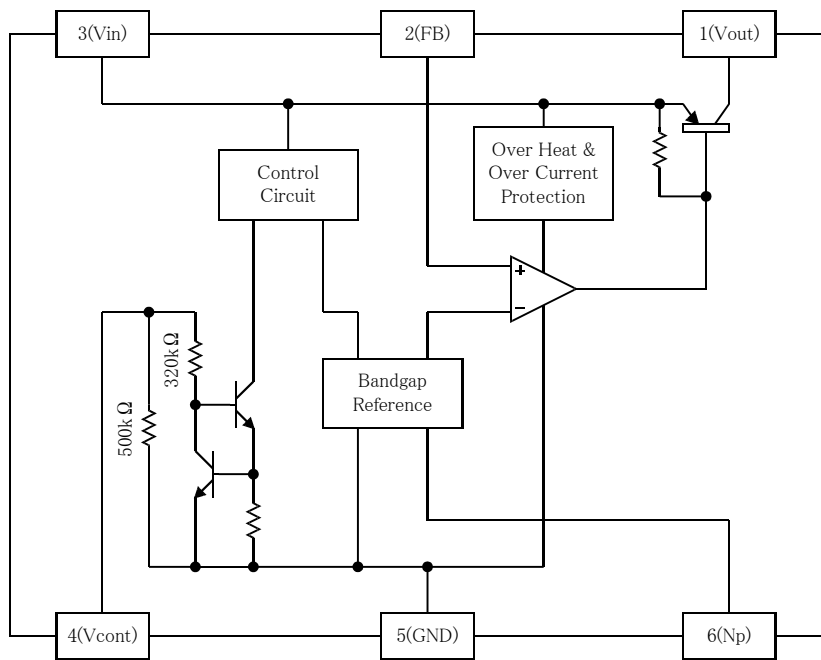 3(Vin)
2(FB)
1(Vout)
Control
Circuit
Over Heat &
Over Current
Protection
+
−
320kΩ
500kΩ
Bandgap
Reference
4(Vcont)
5(GND)
6(Np)